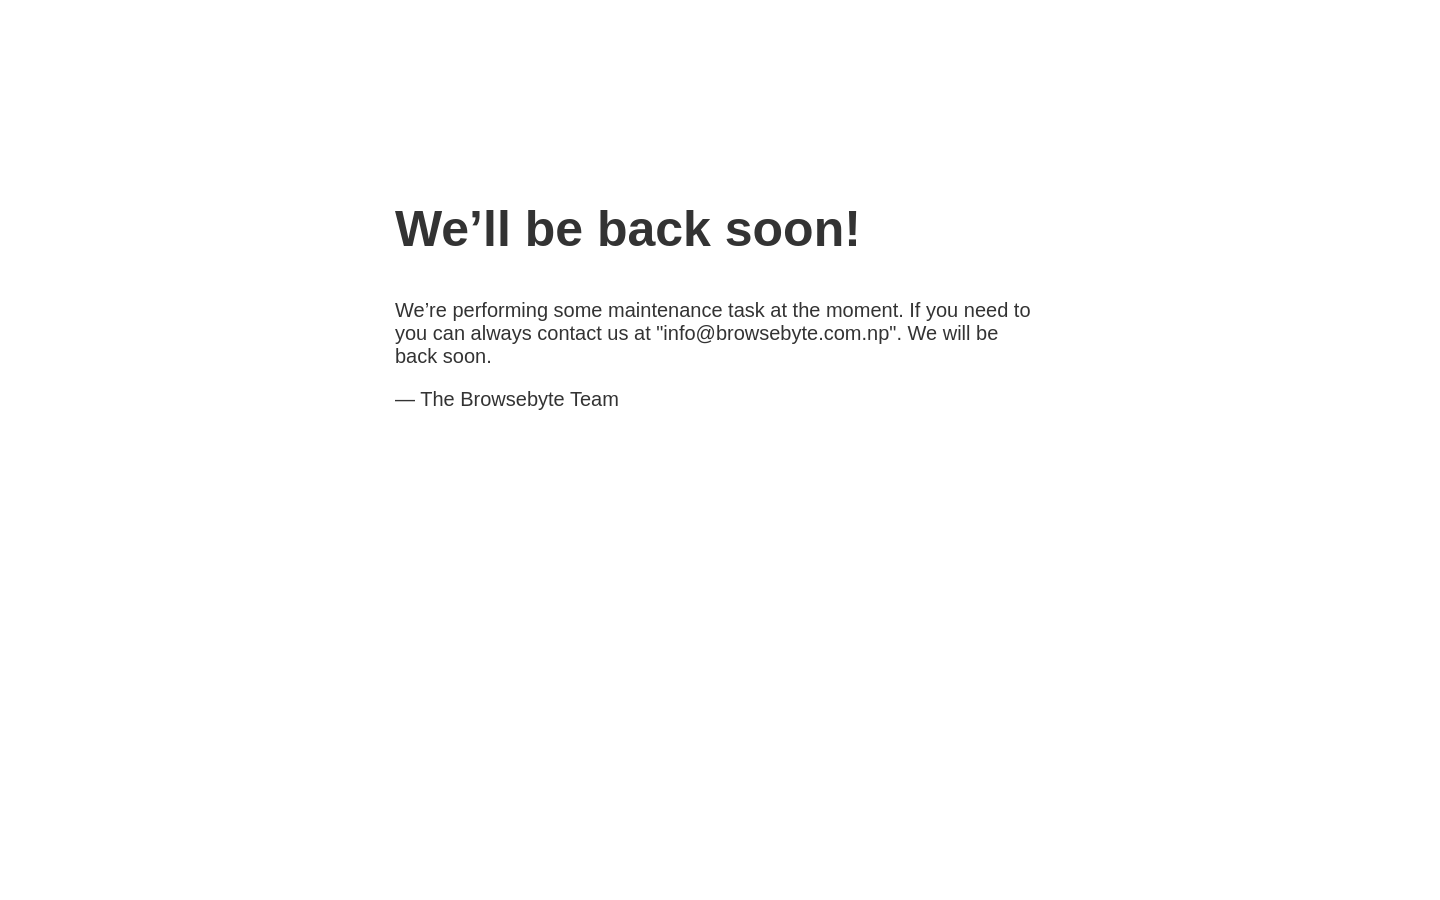 We’ll be back soon!
We’re performing some maintenance task at the moment. If you need to
you can always contact us at "info@browsebyte.com.np". We will be
back soon.
— The Browsebyte Team